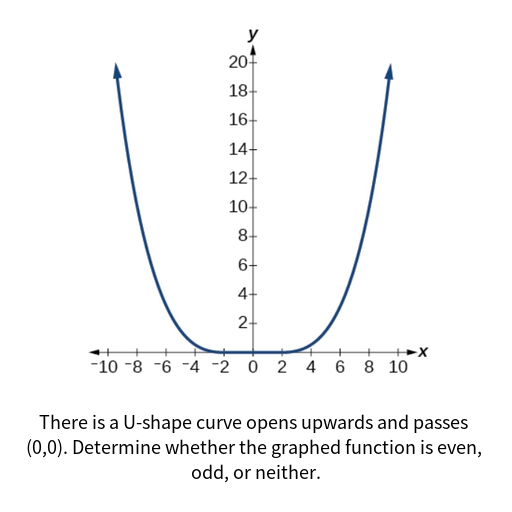 y
20
18
16
14
12
10
8
6
4
2
x
-10 -8 -6 -4 -2 0 2 4 6 8 10
There is a U-shape curve opens upwards and passes
(0,0). Determine whether the graphed function is even,
odd, or neither.